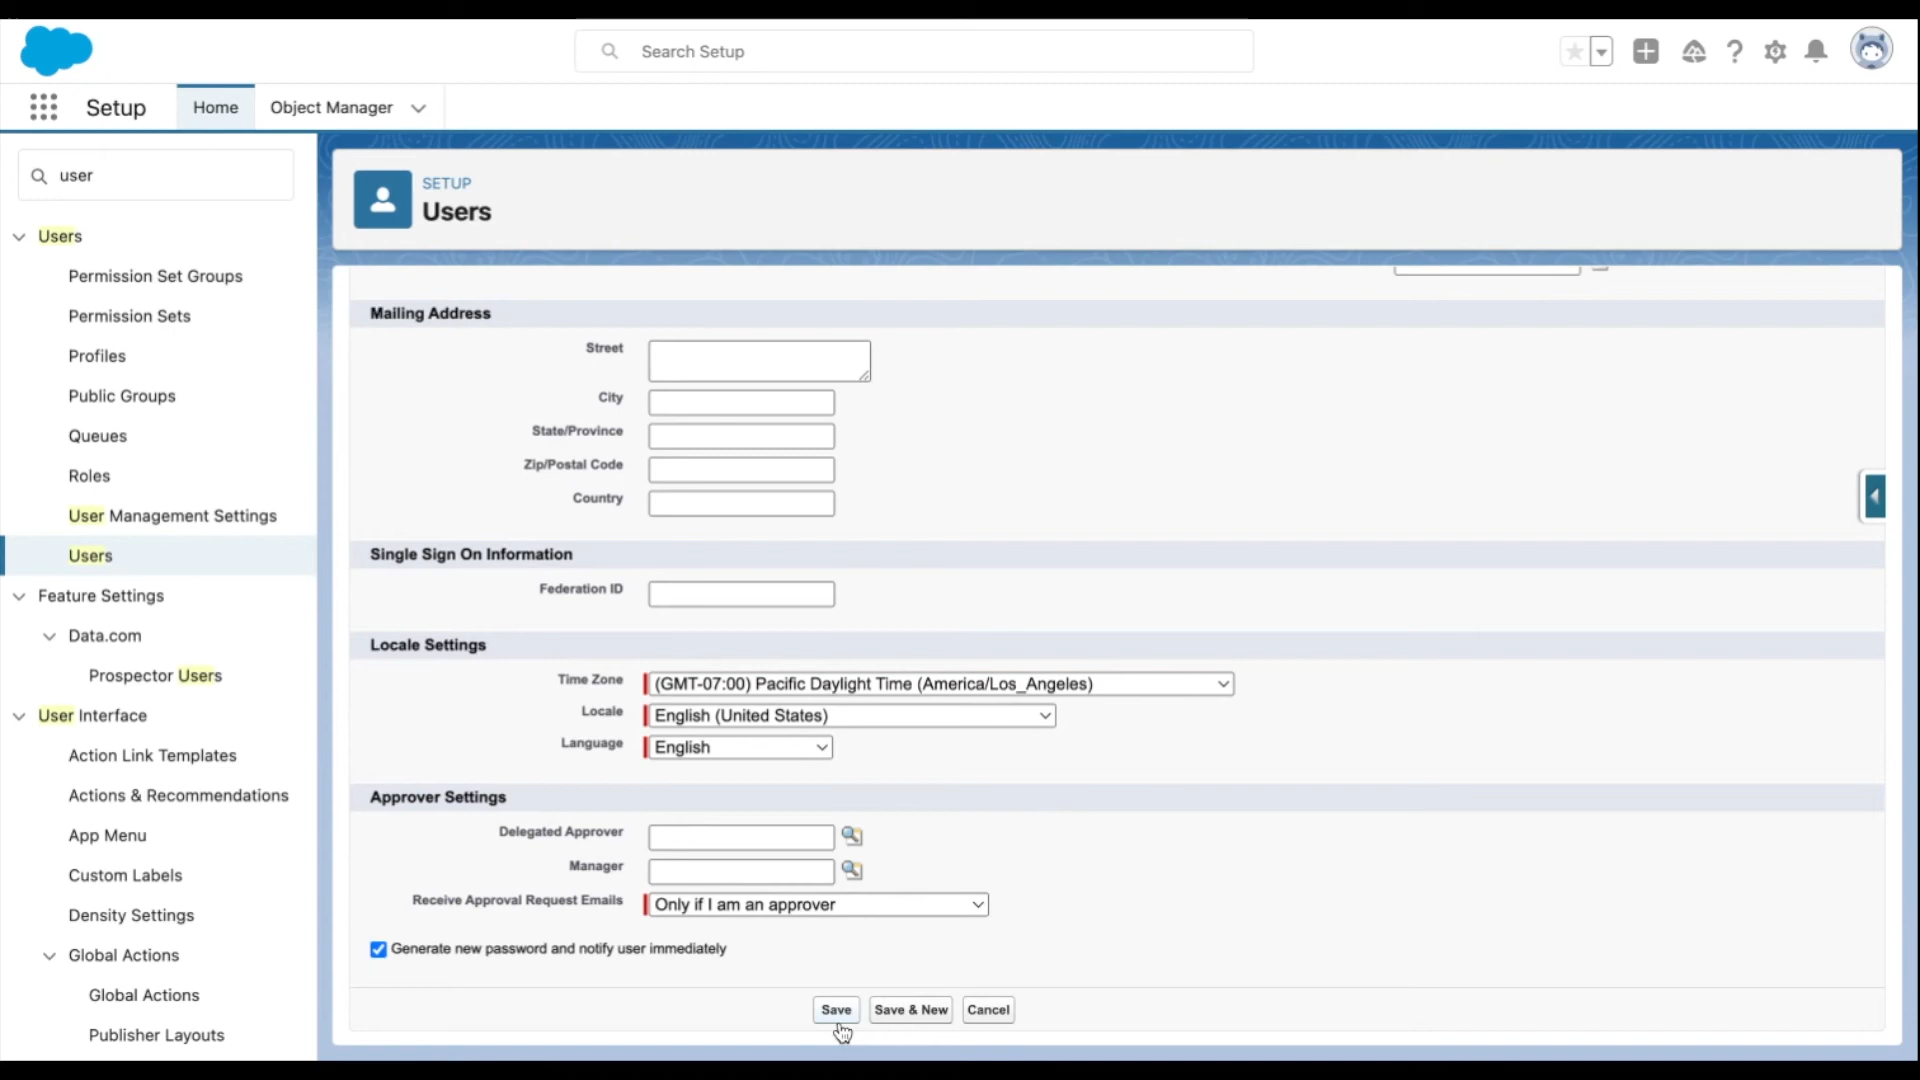 Search Setup
Setup
Home
Object Manager
user
Users
Permission Set Groups
Permission Sets
Profiles
Public Groups
Queues
Roles
User Management Settings
Users
Feature Settings
Data.com
Prospector Users
User Interface
Action Link Templates
Actions & Recommendations
App Menu
Custom Labels
Density Settings
Global Actions
Global Actions
Publisher Layouts
SETUP
Users
Mailing Address
Street
City
State/Province
Zip/Postal Code
Country
Single Sign On Information
Federation ID
Locale Settings
Time Zone (GMT-07:00) Pacific Daylight Time (America/Los_Angeles)
Locale English (United States)
Language English
Approver Settings
Delegated Approver
Manager
Receive Approval Request Emails Only if I am an approver
Generate new password and notify user immediately
Save Save & New Cancel